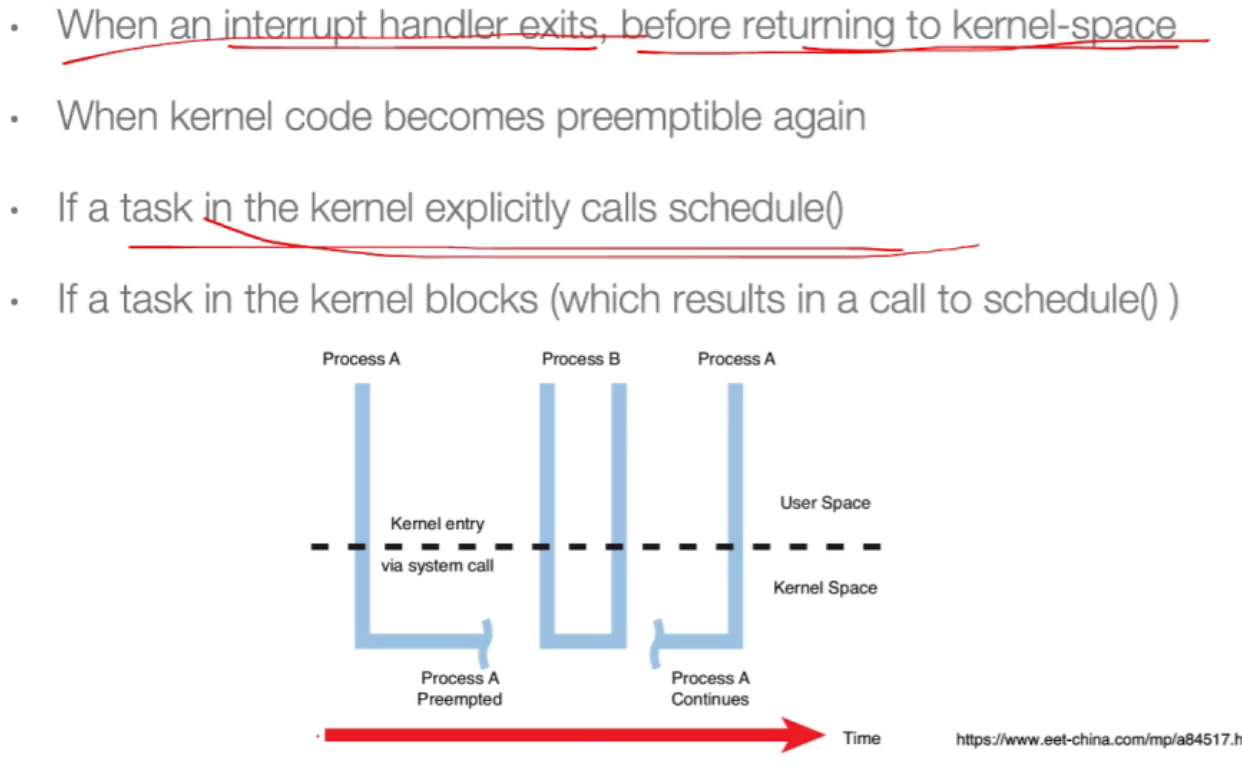 • When an interrupt handler exits, before returning to kernel-space
• When kernel code becomes preemptible again
• If a task in the kernel explicitly calls schedule()
• If a task in the kernel blocks (which results in a call to schedule() )
Process A
Process B
Process A
User Space
Kernel entry
via system call
Kernel Space
Process A
Preempted
Process A
Continues
Time
https://www.eet-china.com/mp/a84517.h